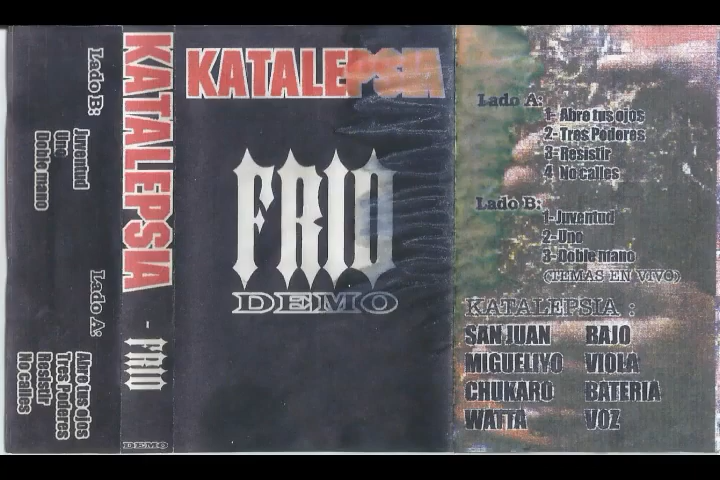 Lado B:
Juventud
Uno
Doble mano
Lado A:
Abre tus ojos
Tres Poderes
Resistir
No calles
KATALEPSIA - FRIO
DEMO
KATALEPSIA
FRIO
DEMO
Lado A:
1- Abre tus ojos
2- Tres Poderes
3- Resistir
4 No calles
Lado B:
1- Juventud
2- Uno
3- Doble mano
(TEMAS EN VIVO)
KATALEPSIA :
SAN JUAN BAJO
MIGUELIYO VIOLA
CHUKARO BATERIA
WATTA VOZ